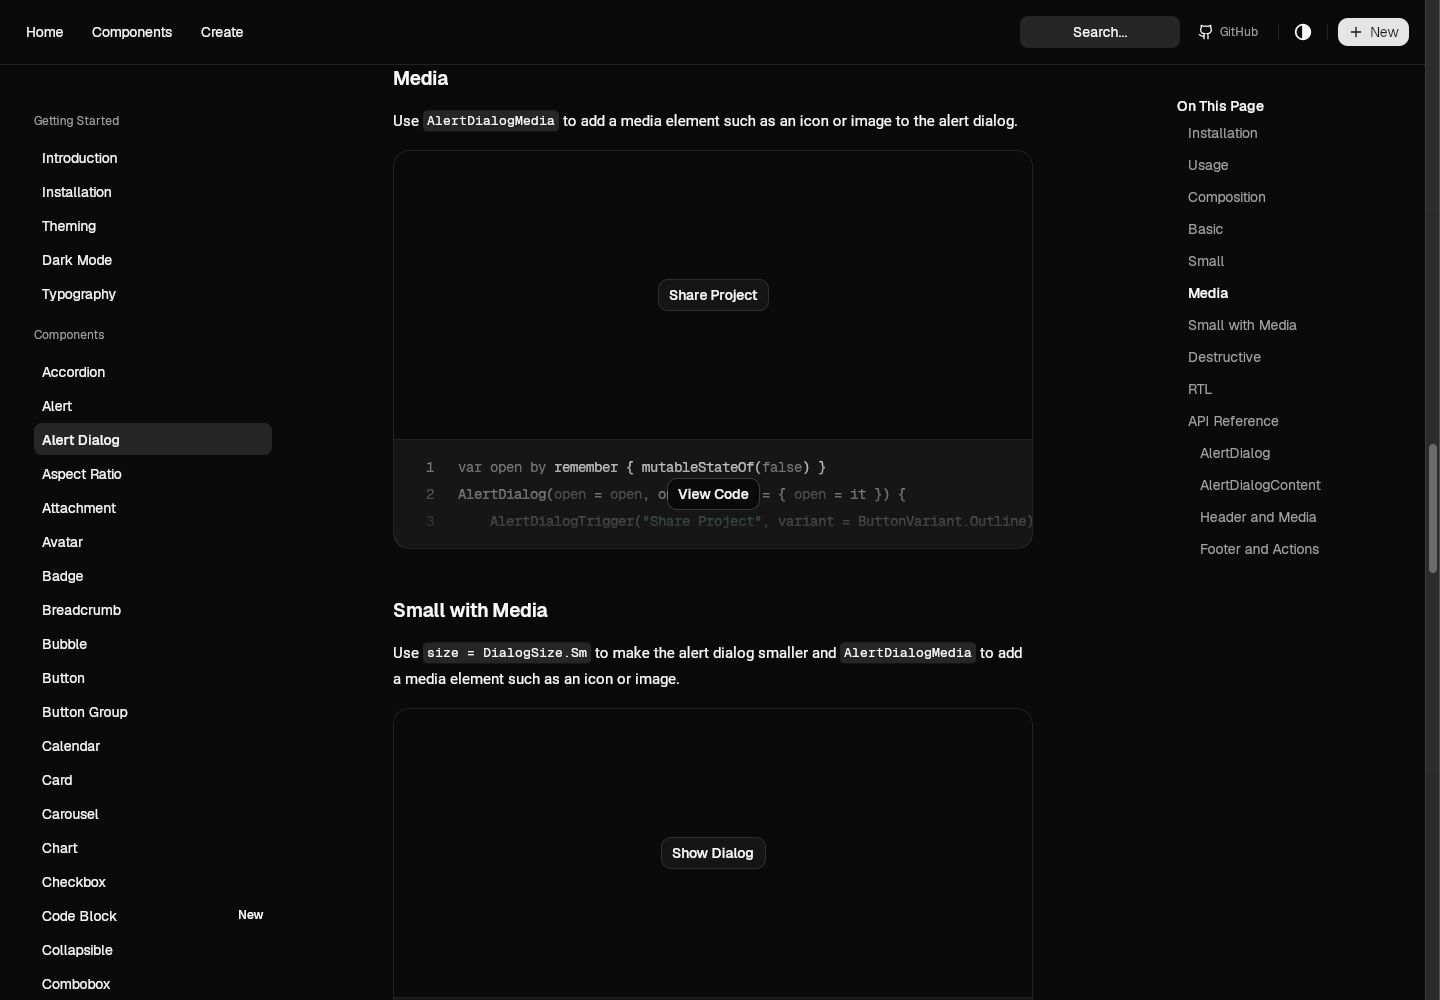 Home
Components
Create
Search...
GitHub
New
Getting Started
Introduction
Installation
Theming
Dark Mode
Typography
Components
Accordion
Alert
Alert Dialog
Aspect Ratio
Attachment
Avatar
Badge
Breadcrumb
Bubble
Button
Button Group
Calendar
Card
Carousel
Chart
Checkbox
Code Block New
Collapsible
Combobox
Media
Use AlertDialogMedia to add a media element such as an icon or image to the alert dialog.
Share Project
1 var open by remember { mutableStateOf(false) }
2 AlertDialog(open = open, o = { open = it }) {
View Code
3 AlertDialogTrigger("Share Project", variant = ButtonVariant.Outline)
Small with Media
Use size = DialogSize.Sm to make the alert dialog smaller and AlertDialogMedia to add
a media element such as an icon or image.
Show Dialog
On This Page
Installation
Usage
Composition
Basic
Small
Media
Small with Media
Destructive
RTL
API Reference
AlertDialog
AlertDialogContent
Header and Media
Footer and Actions